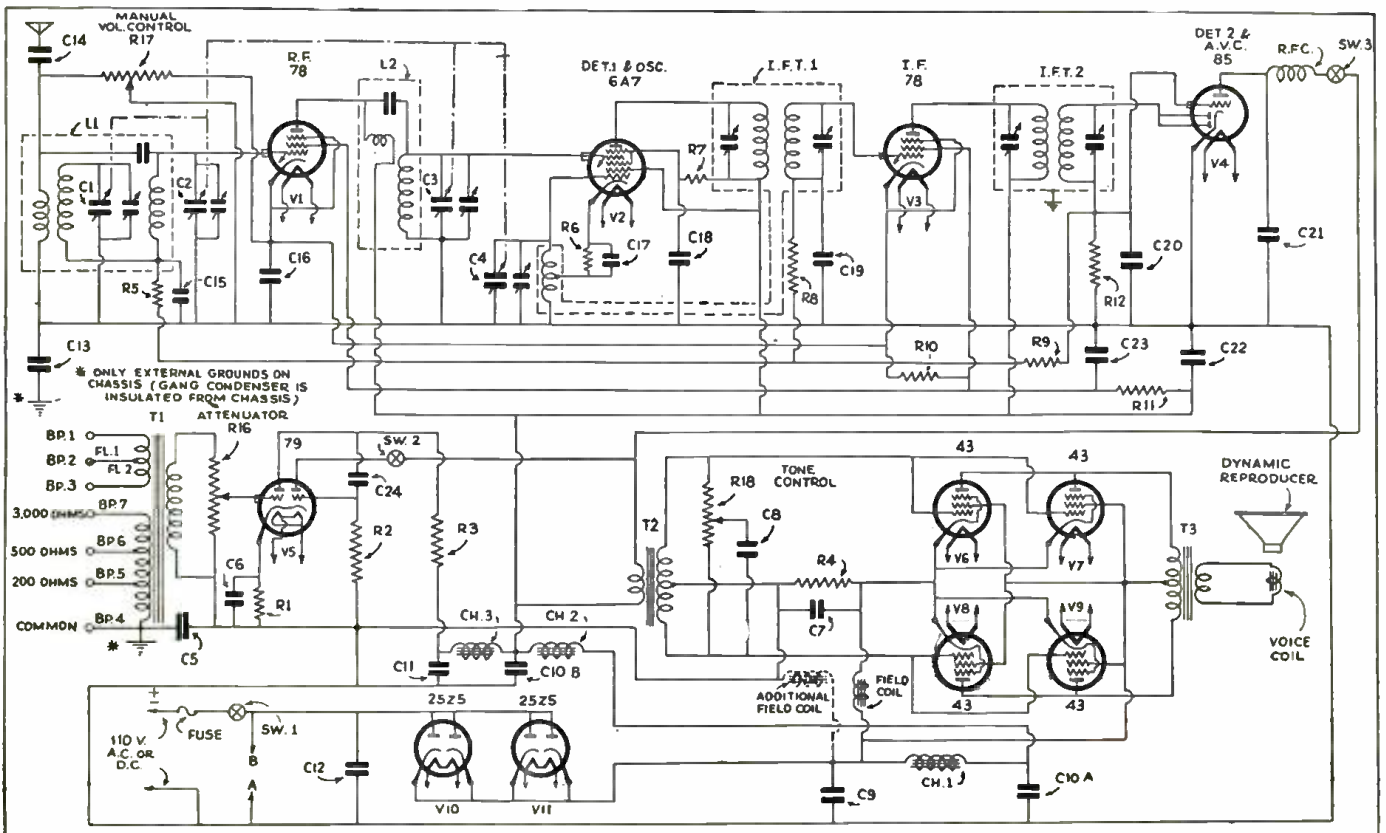 MANUAL
VOL. CONTROL
R17
C14
R.F.
78
L2
DET.1 & OSC.
6A7
I.F.T. 1
I.F.
78
I.F.T. 2
DET 2 &
A.V.C.
85
R.F.C.
SW.3
L1
C1
C2
V1
C3
R7
V2
V3
V4
R5
C15
C16
C4
R6
C17
C18
R8
C19
R12
C20
C21
C13
R10
R9
C23
C22
R11
* ONLY EXTERNAL GROUNDS ON
CHASSIS (GANG CONDENSER IS
INSULATED FROM CHASSIS)
*
T1
ATTENUATOR
R16
BP.1
BP.2
BP.3
FL.1
FL.2
3,000 OHMS
BP.7
500 OHMS
BP.6
200 OHMS
BP.5
COMMON
BP.4
*
C5
C6
R1
79
V5
SW.2
C24
R2
R3
CH.3
CH.2
C11
C10 B
T2
R18
TONE
CONTROL
C8
R4
C7
ADDITIONAL
FIELD COIL
FIELD
COIL
43
43
V6
V7
V8
V9
43
43
T3
DYNAMIC
REPRODUCER
VOICE
COIL
±
110 V.
A.C. OR
D.C.
FUSE
SW.1
B
A
C12
25Z5
25Z5
V10
V11
C9
CH.1
C10 A